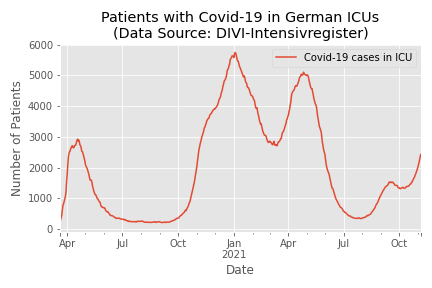 Patients with Covid-19 in German ICUs
(Data Source: DIVI-Intensivregister)
Covid-19 cases in ICU
Number of Patients
6000
5000
4000
3000
2000
1000
0
Apr Jul Oct Jan Apr Jul Oct
2021
Date